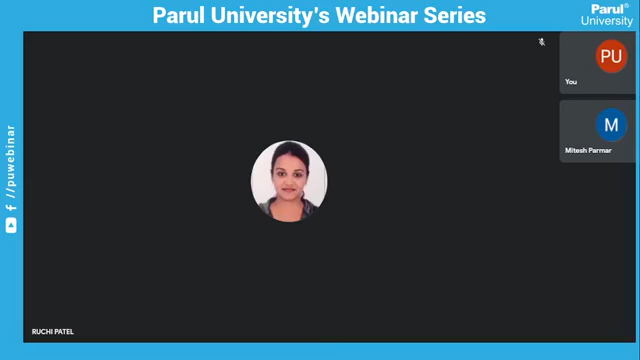 Parul University's Webinar Series
Parul®
University
PU
You
M
Mitesh Parmar
//puwebinar
RUCHI PATEL